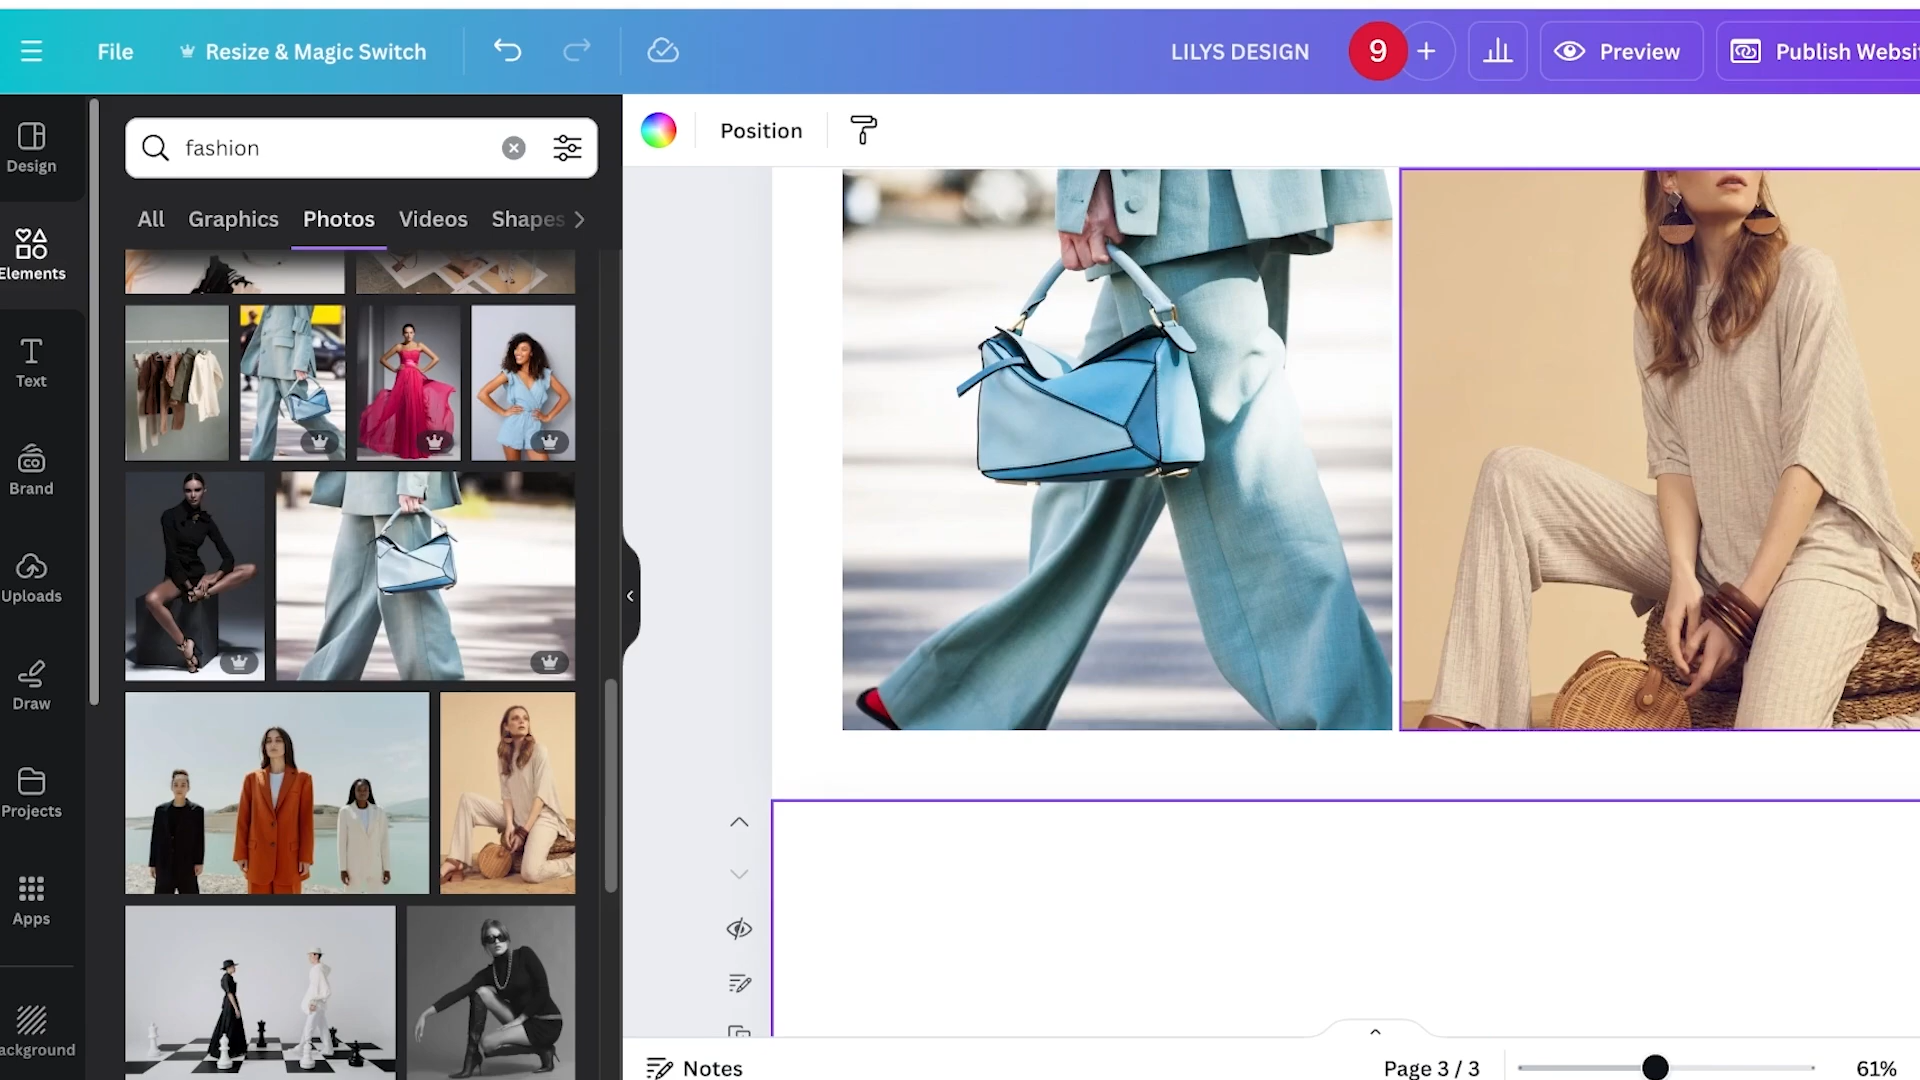 File
Resize & Magic Switch
LILYS DESIGN
9
Preview
Publish Websi
Design
Elements
Text
Brand
CO
Uploads
Draw
Projects
Apps
ackground
fashion
All
Graphics
Photos
Videos
Shapes
Position
Notes
Page 3 / 3
61%